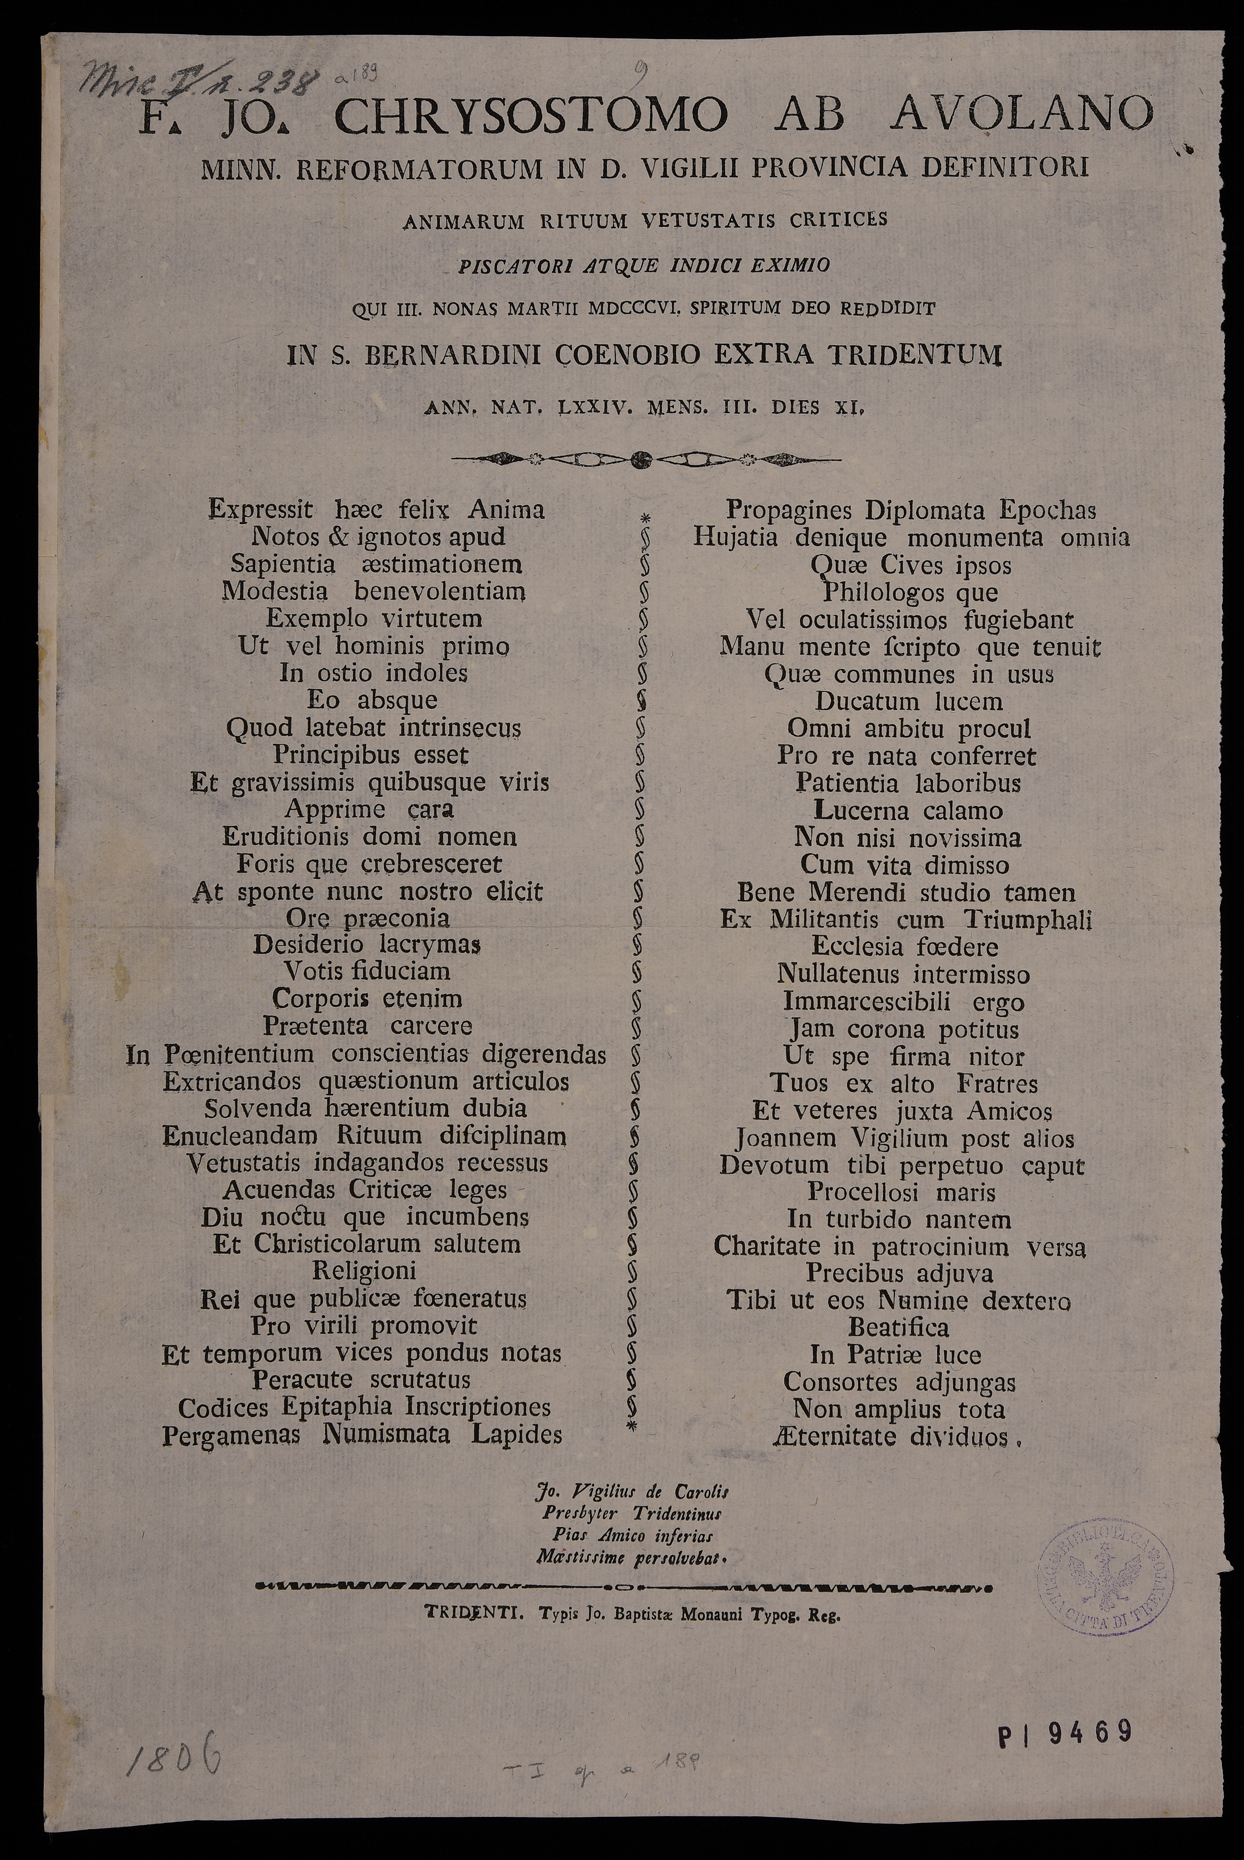 Misc I/n. 238 a 189
9
F. JO. CHRYSOSTOMO AB AVOLANO
MINN. REFORMATORUM IN D. VIGILII PROVINCIA DEFINITORI
ANIMARUM RITUUM VETUSTATIS CRITICES
PISCATORI ATQUE INDICI EXIMIO
QUI III. NONAS MARTII MDCCCVI. SPIRITUM DEO REDDIDIT
IN S. BERNARDINI COENOBIO EXTRA TRIDENTUM
ANN. NAT. LXXIV. MENS. III. DIES XI.
Expressit hæc felix Anima
Notos & ignotos apud
Sapientia æstimationem
Modestia benevolentiam
Exemplo virtutem
Ut vel hominis primo
In ostio indoles
Eo absque
Quod latebat intrinsecus
Principibus esset
Et gravissimis quibusque viris
Apprime cara
Eruditionis domi nomen
Foris que crebresceret
At sponte nunc nostro elicit
Ore præconia
Desiderio lacrymas
Votis fiduciam
Corporis etenim
Prætenta carcere
In Pœnitentium conscientias digerendas
Extricandos quæstionum articulos
Solvenda hærentium dubia
Enucleandam Rituum diſciplinam
Vetustatis indagandos recessus
Acuendas Criticæ leges
Diu noctu que incumbens
Et Christicolarum salutem
Religioni
Rei que publicæ fœneratus
Pro virili promovit
Et temporum vices pondus notas
Peracute scrutatus
Codices Epitaphia Inscriptiones
Pergamenas Numismata Lapides
Propagines Diplomata Epochas
Hujatia denique monumenta omnia
Quæ Cives ipsos
Philologos que
Vel oculatissimos fugiebant
Manu mente ſcripto que tenuit
Quæ communes in usus
Ducatum lucem
Omni ambitu procul
Pro re nata conferret
Patientia laboribus
Lucerna calamo
Non nisi novissima
Cum vita dimisso
Bene Merendi studio tamen
Ex Militantis cum Triumphali
Ecclesia fœdere
Nullatenus intermisso
Immarcescibili ergo
Jam corona potitus
Ut spe firma nitor
Tuos ex alto Fratres
Et veteres juxta Amicos
Joannem Vigilium post alios
Devotum tibi perpetuo caput
Procellosi maris
In turbido nantem
Charitate in patrocinium versa
Precibus adjuva
Tibi ut eos Numine dextero
Beatifica
In Patriæ luce
Consortes adjungas
Non amplius tota
Æternitate dividuos.
Jo. Vigilius de Carolis
Presbyter Tridentinus
Pias Amico inferias
Mæstissime persolvebat.
TRIDENTI. Typis Jo. Baptistæ Monauni Typog. Reg.
BIBLIOTECA DELLA CITTÀ DI TRENTO
PI 9469
1806
T I op a 189